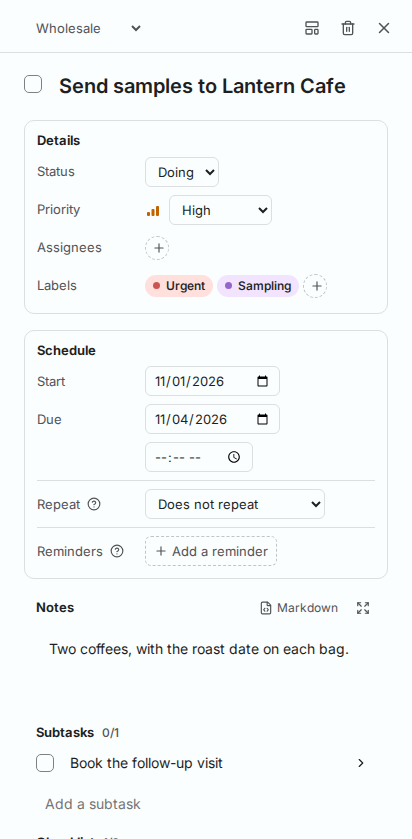 Wholesale
Send samples to Lantern Cafe
Details
Status Doing
Priority High
Assignees
Labels Urgent Sampling
Schedule
Start 11/01/2026
Due 11/04/2026
--:-- --
Repeat Does not repeat
Reminders + Add a reminder
Notes Markdown
Two coffees, with the roast date on each bag.
Subtasks 0/1
Book the follow-up visit
Add a subtask